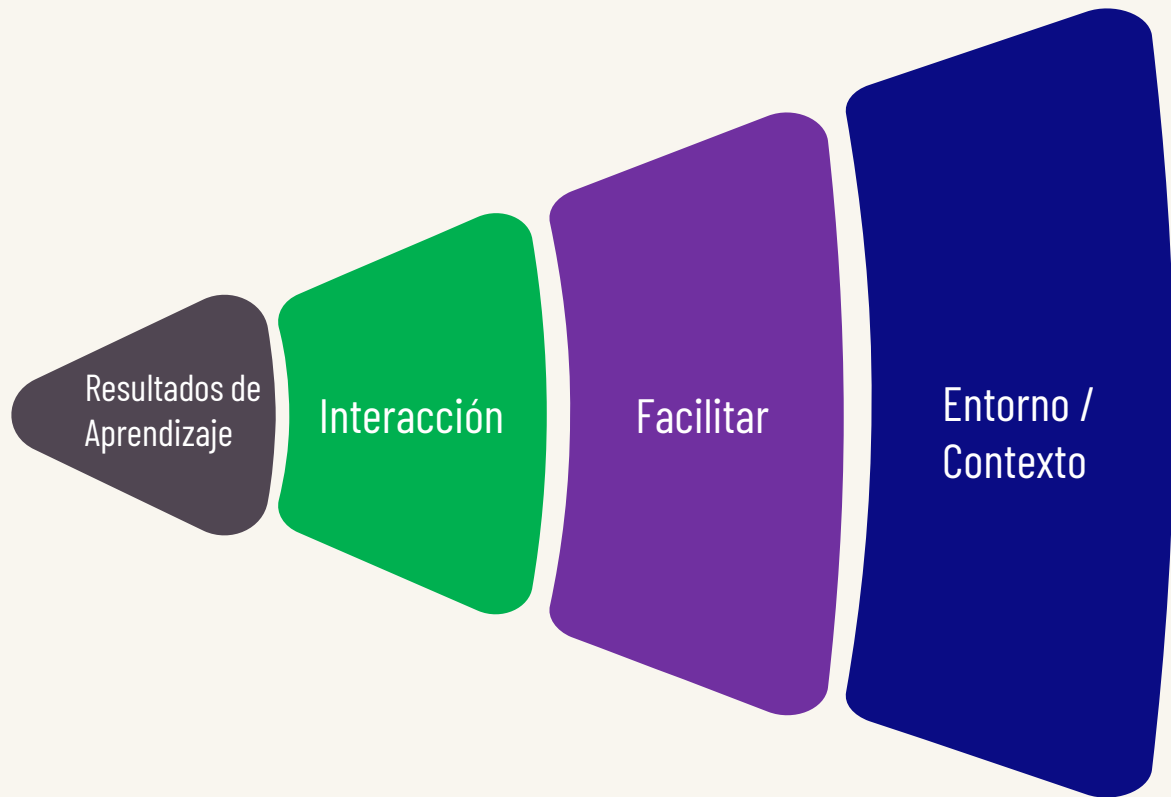 Resultados de
Aprendizaje
Interacción
Facilitar
Entorno /
Contexto